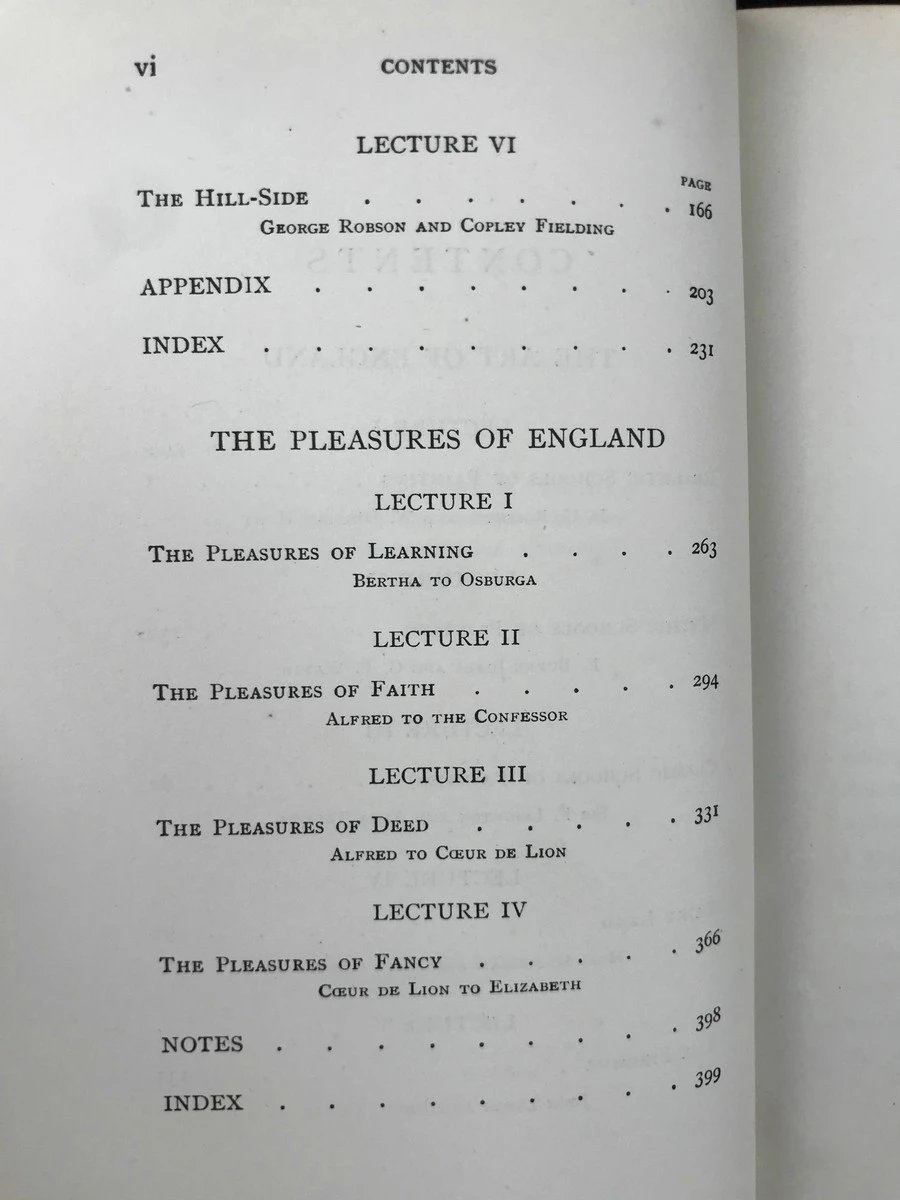 vi CONTENTS
LECTURE VI
PAGE
THE HILL-SIDE . . . . . . . 166
GEORGE ROBSON AND COPLEY FIELDING
APPENDIX . . . . . . . . 203
INDEX . . . . . . . . . 231
THE PLEASURES OF ENGLAND
LECTURE I
THE PLEASURES OF LEARNING . . . . 263
BERTHA TO OSBURGA
LECTURE II
THE PLEASURES OF FAITH . . . . . 294
ALFRED TO THE CONFESSOR
LECTURE III
THE PLEASURES OF DEED . . . . . 331
ALFRED TO CŒUR DE LION
LECTURE IV
THE PLEASURES OF FANCY . . . . . 366
CŒUR DE LION TO ELIZABETH
NOTES . . . . . . . . . 398
INDEX . . . . . . . . . 399